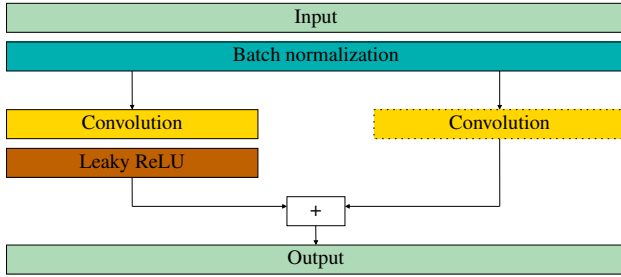 Input
Batch normalization
Convolution
Convolution
Leaky ReLU
+
Output